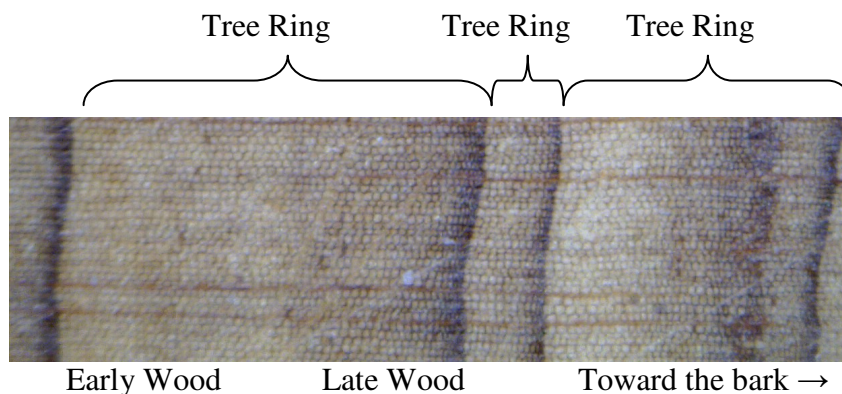 Tree Ring Tree Ring Tree Ring
Early Wood Late Wood Toward the bark →